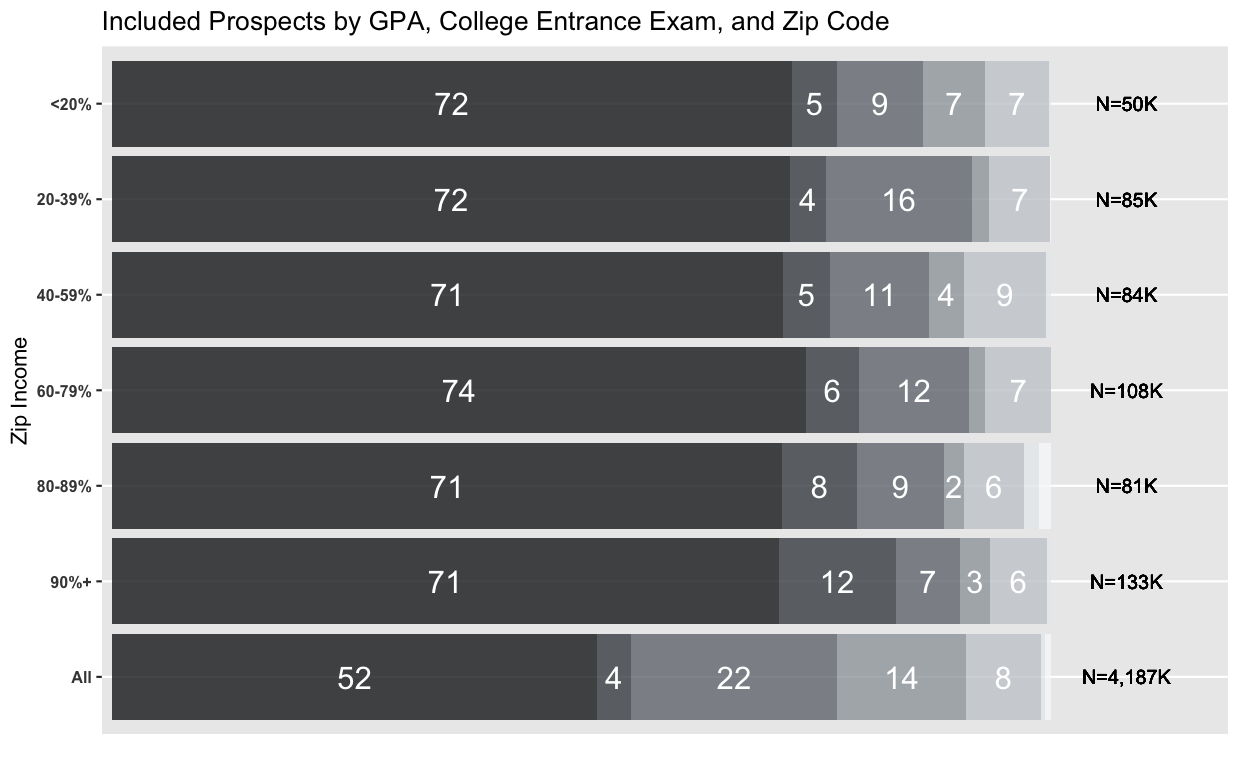 Included Prospects by GPA, College Entrance Exam, and Zip Code
Zip Income
<20% 72 5 9 7 7 N=50K
20-39% 72 4 16 7 N=85K
40-59% 71 5 11 4 9 N=84K
60-79% 74 6 12 7 N=108K
80-89% 71 8 9 2 6 N=81K
90%+ 71 12 7 3 6 N=133K
All 52 4 22 14 8 N=4,187K